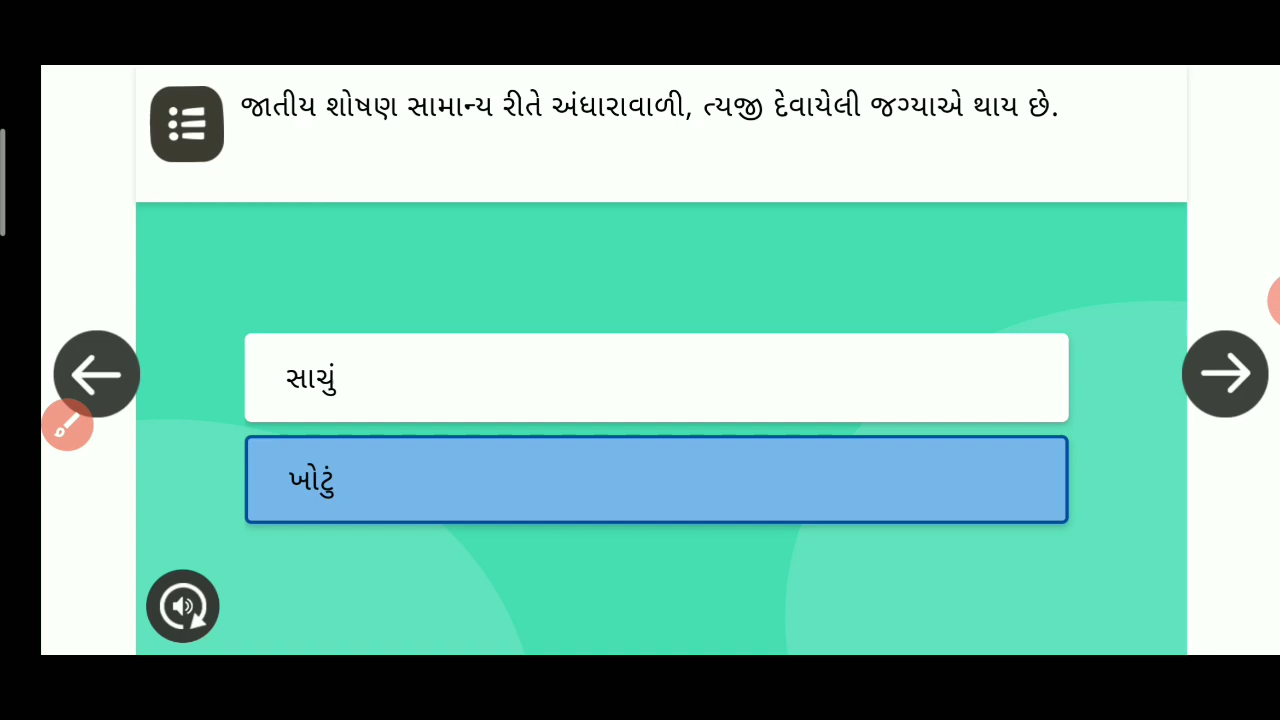 જાતીય શોષણ સામાન્ય રીતે અંધારાવાળી, ત્યજી દેવાયેલી જગ્યાએ થાય છે.
સાચું
ખોટું